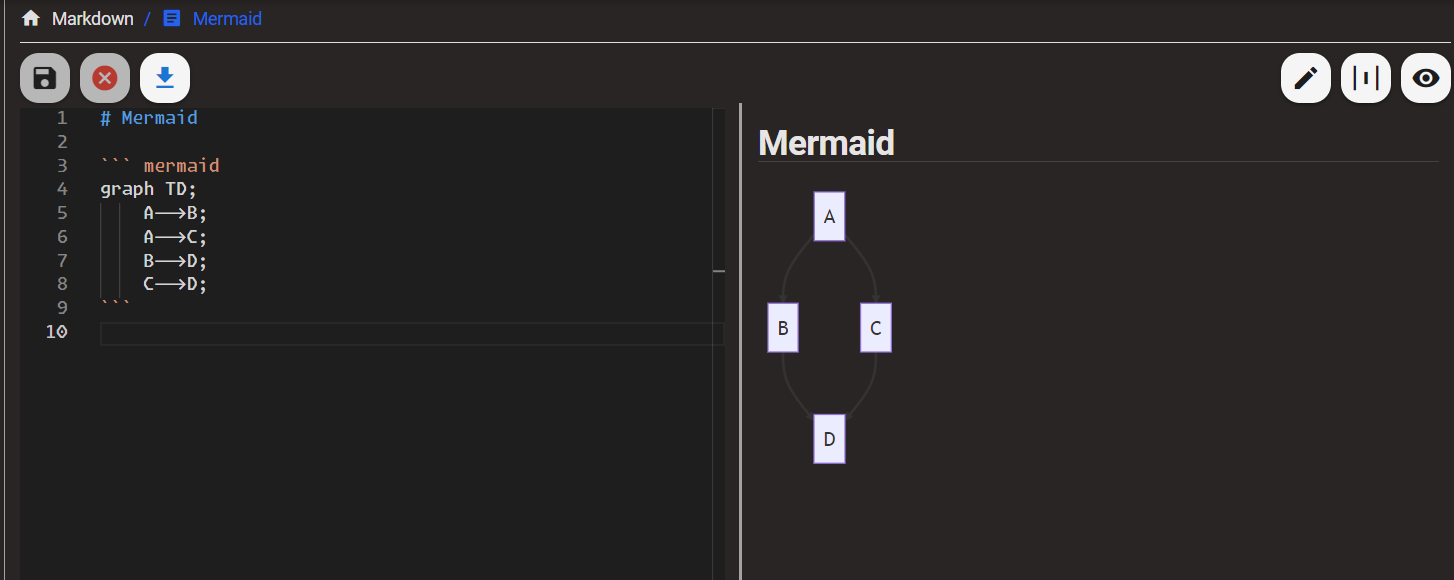 Markdown / Mermaid
1 # Mermaid
2
3 ``` mermaid
4 graph TD;
5     A-->B;
6     A-->C;
7     B-->D;
8     C-->D;
9 ```
10
Mermaid
A
B C
D